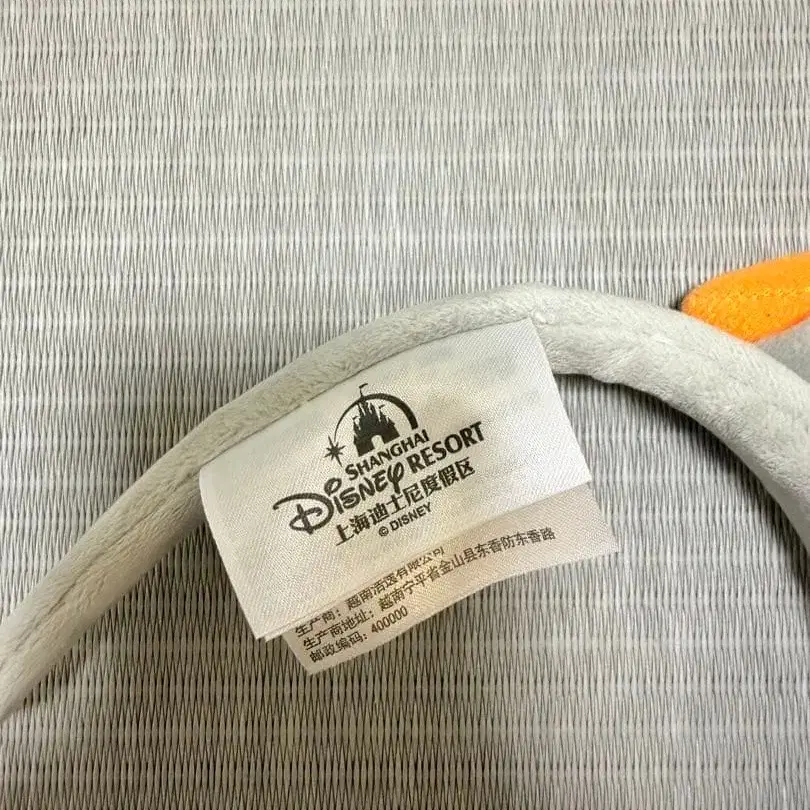 SHANGHAI
DISNEY RESORT
上海迪士尼度假区
© DISNEY
生产商：越南洁逸有限公司
生产商地址：越南宁平省金山县东香防东香路
邮政编码：400000